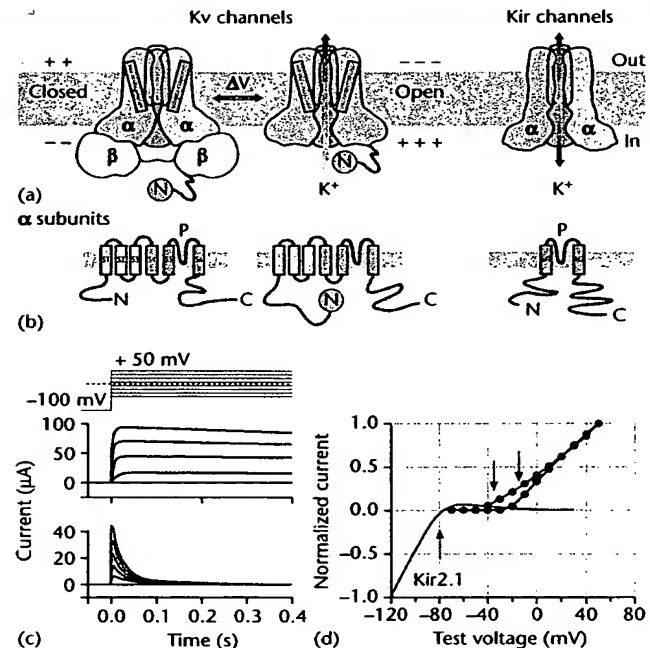 Kv channels Kir channels
+ + – – – Out
Closed ΔV Open
α α α α
– – β β + + + In
N N
(a) K+ K+
α subunits
P P
N C N C N C
(b)
+ 50 mV
–100 mV
100
50
0
40
20
0
Current (μA)
0.0 0.1 0.2 0.3 0.4
(c) Time (s)
1.0
0.5
0.0
–0.5
–1.0
Normalized current
Kir2.1
–120 –80 –40 0 40 80
(d) Test voltage (mV)